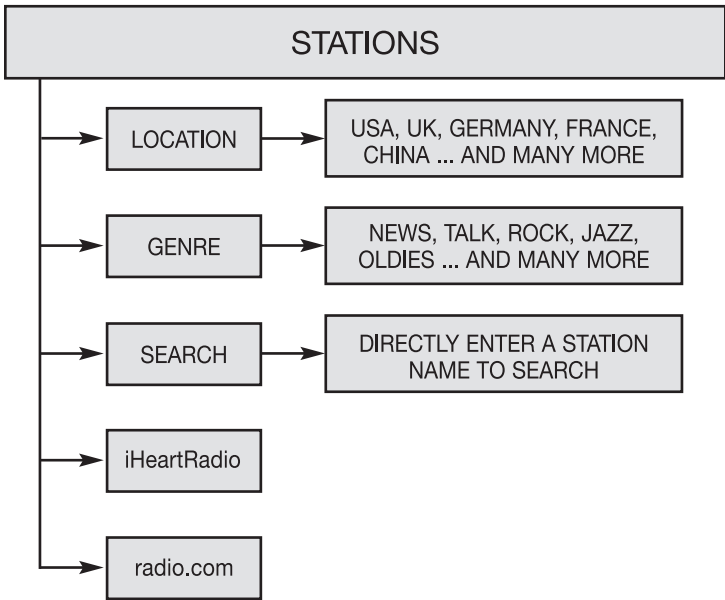 STATIONS
LOCATION
USA, UK, GERMANY, FRANCE,
CHINA ... AND MANY MORE
GENRE
NEWS, TALK, ROCK, JAZZ,
OLDIES ... AND MANY MORE
SEARCH
DIRECTLY ENTER A STATION
NAME TO SEARCH
iHeartRadio
radio.com